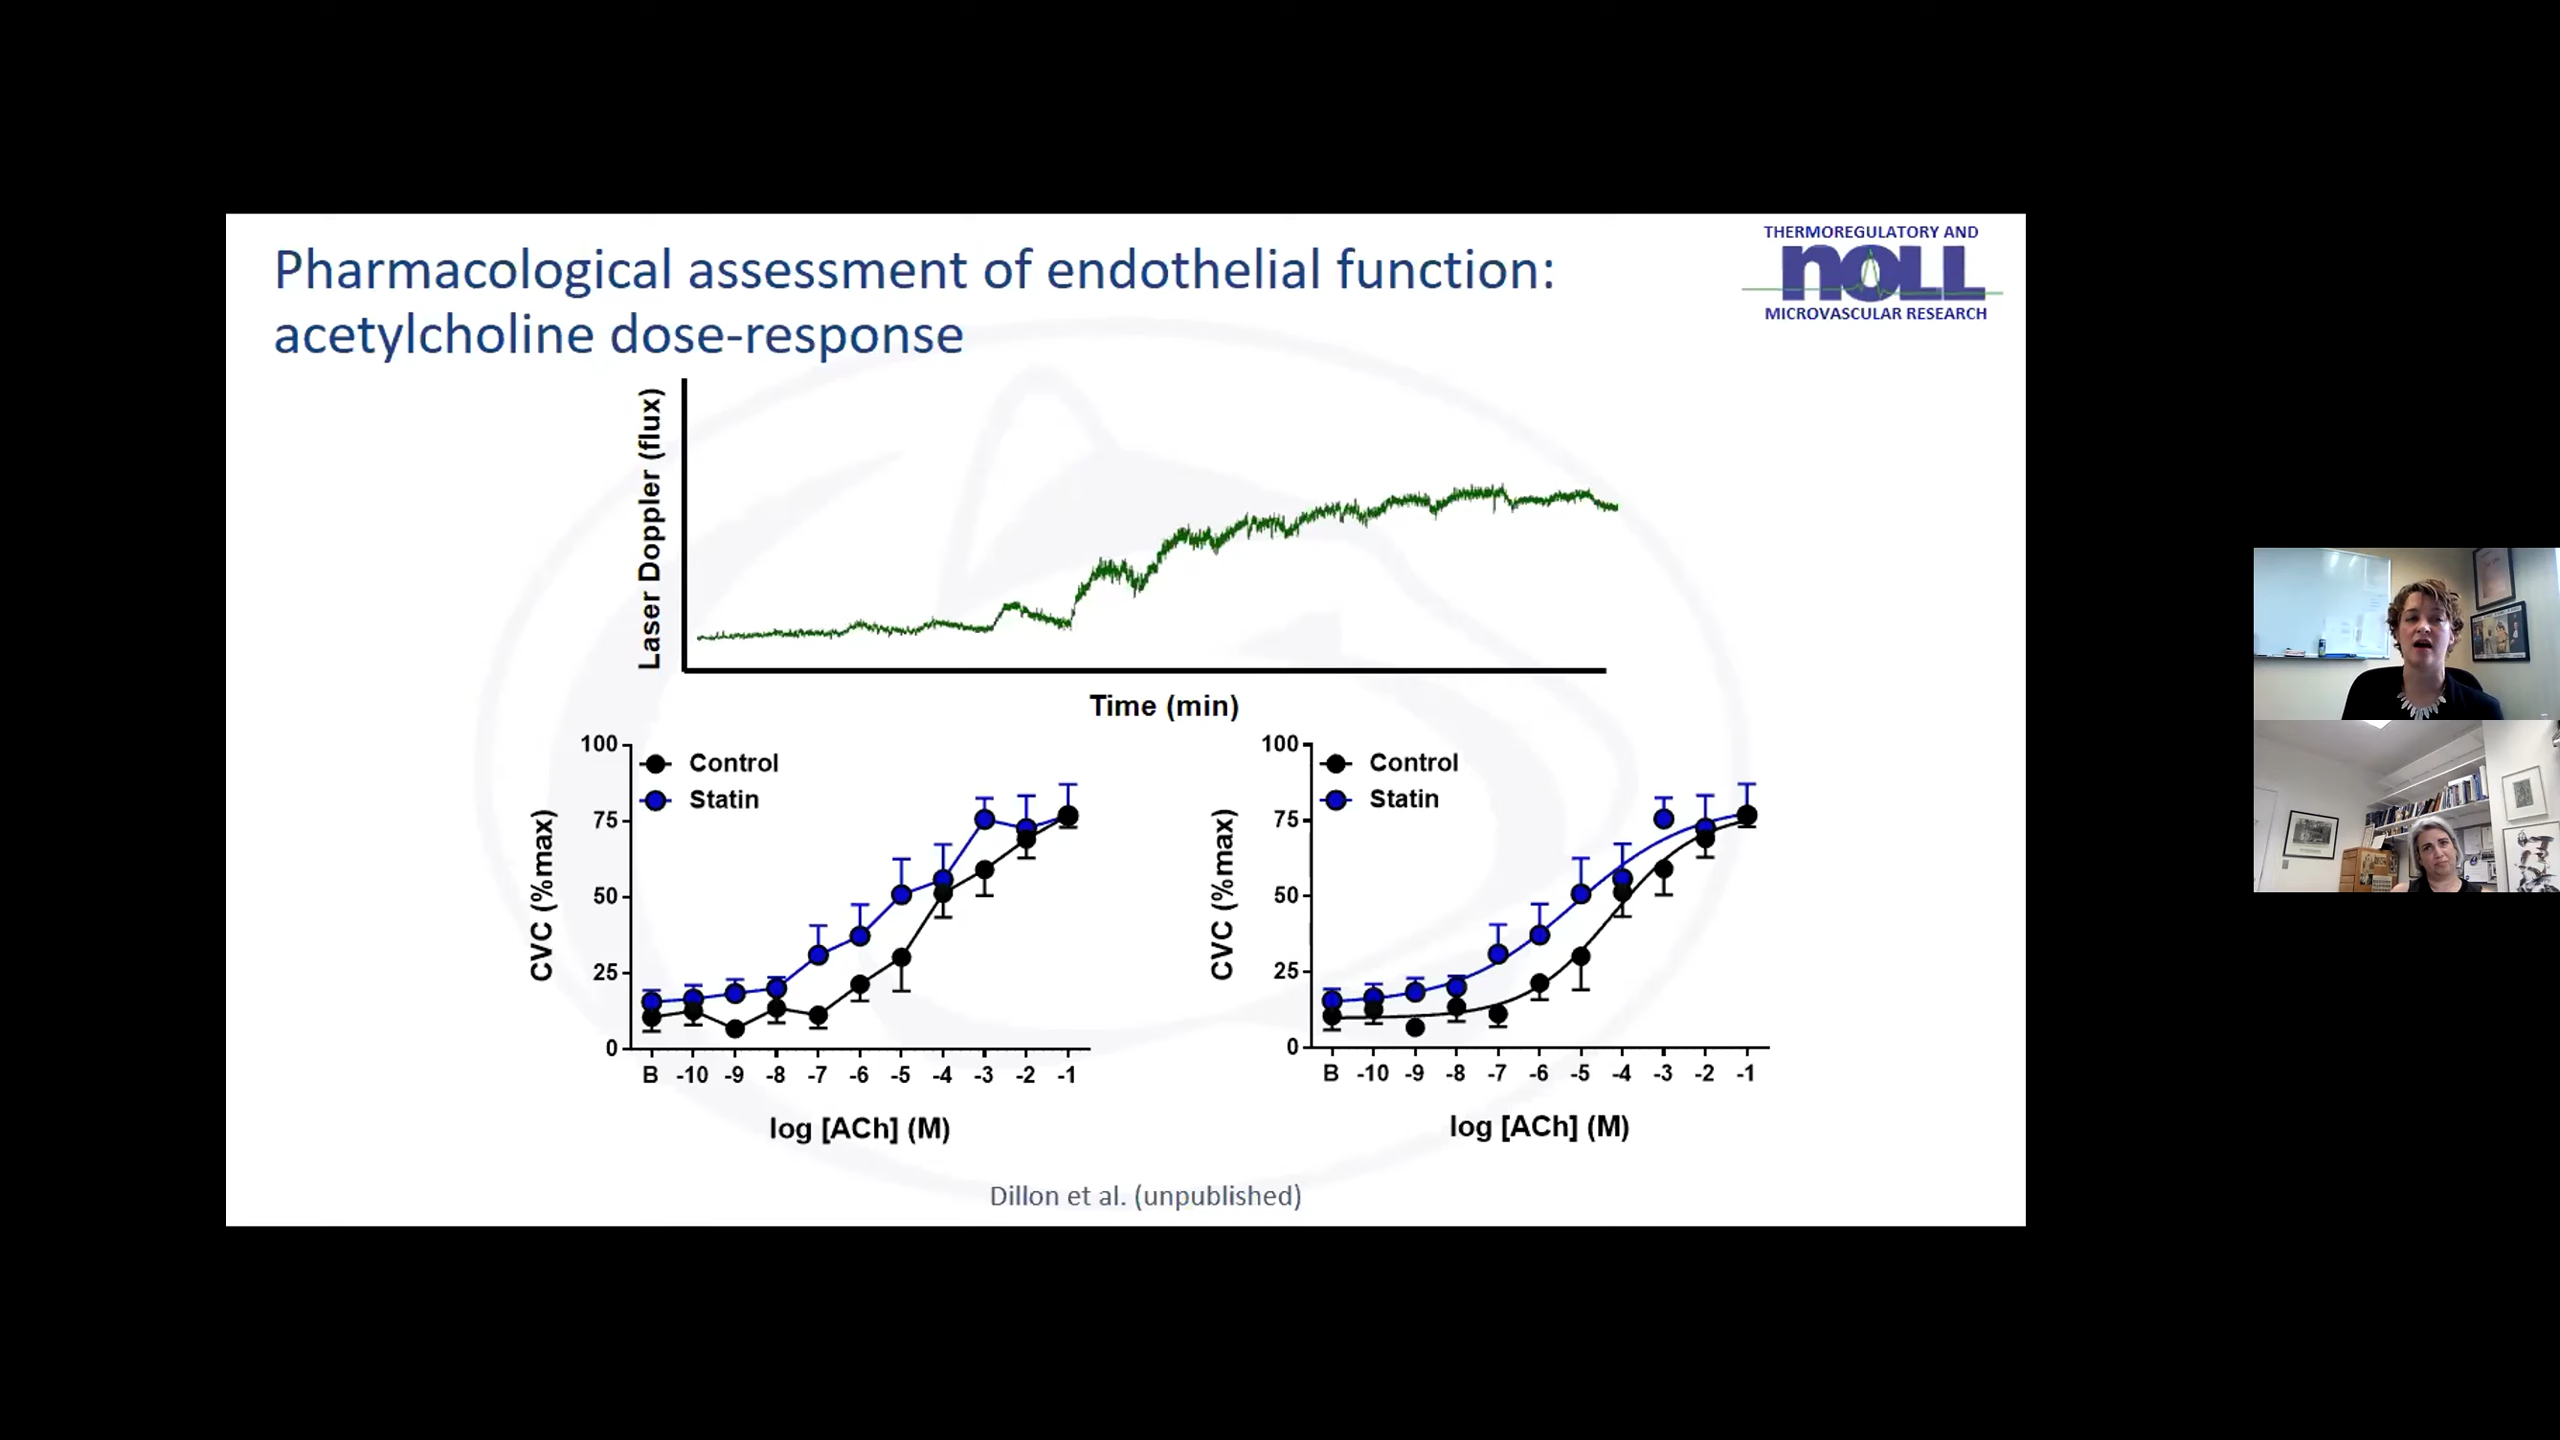 Pharmacological assessment of endothelial function:
acetylcholine dose-response
THERMOREGULATORY AND
noLL
MICROVASCULAR RESEARCH
Laser Doppler (flux)
Time (min)
100
75
50
25
0
CVC (%max)
Control
Statin
B -10 -9 -8 -7 -6 -5 -4 -3 -2 -1
log [ACh] (M)
100
75
50
25
0
CVC (%max)
Control
Statin
B -10 -9 -8 -7 -6 -5 -4 -3 -2 -1
log [ACh] (M)
Dillon et al. (unpublished)